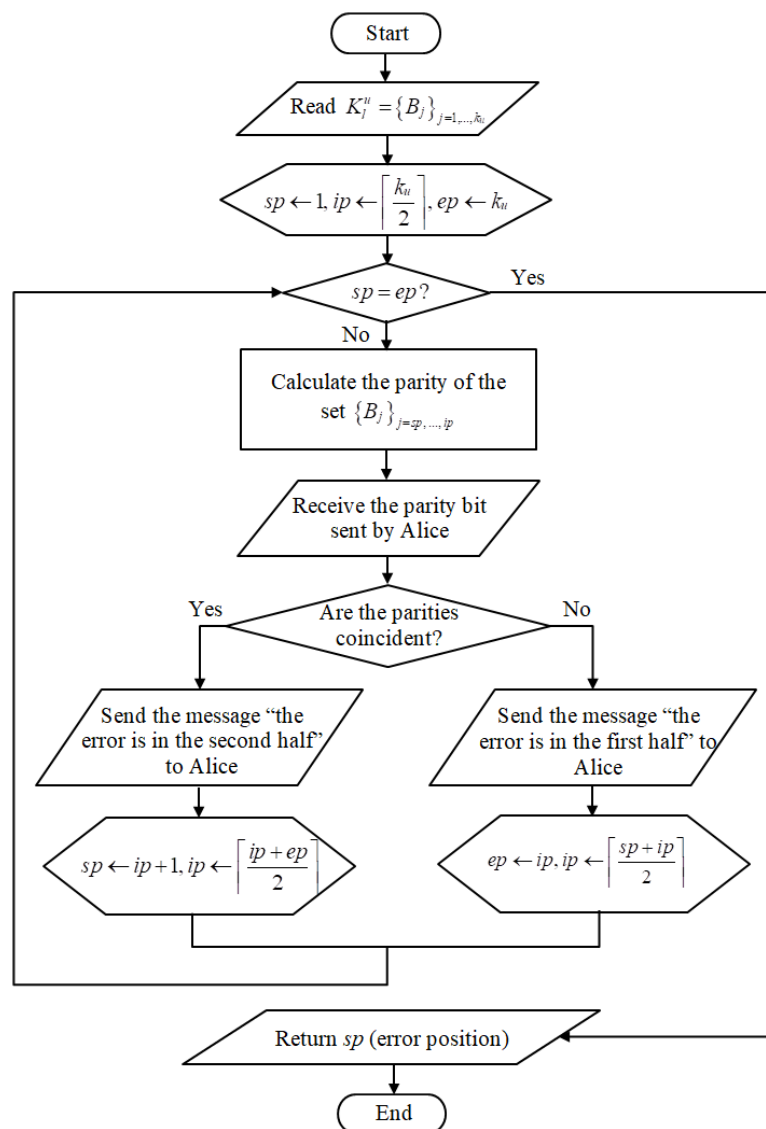 Start
Read K_l^u = {B_j}_{j=1,...,k_u}
sp ← 1, ip ← ⌈k_u/2⌉, ep ← k_u
sp = ep?
Yes
No
Calculate the parity of the
set {B_j}_{j=sp,...,ip}
Receive the parity bit
sent by Alice
Yes
Are the parities
coincident?
No
Send the message “the
error is in the second half”
to Alice
Send the message “the
error is in the first half” to
Alice
sp ← ip+1, ip ← ⌈(ip+ep)/2⌉
ep ← ip, ip ← ⌈(sp+ip)/2⌉
Return sp (error position)
End